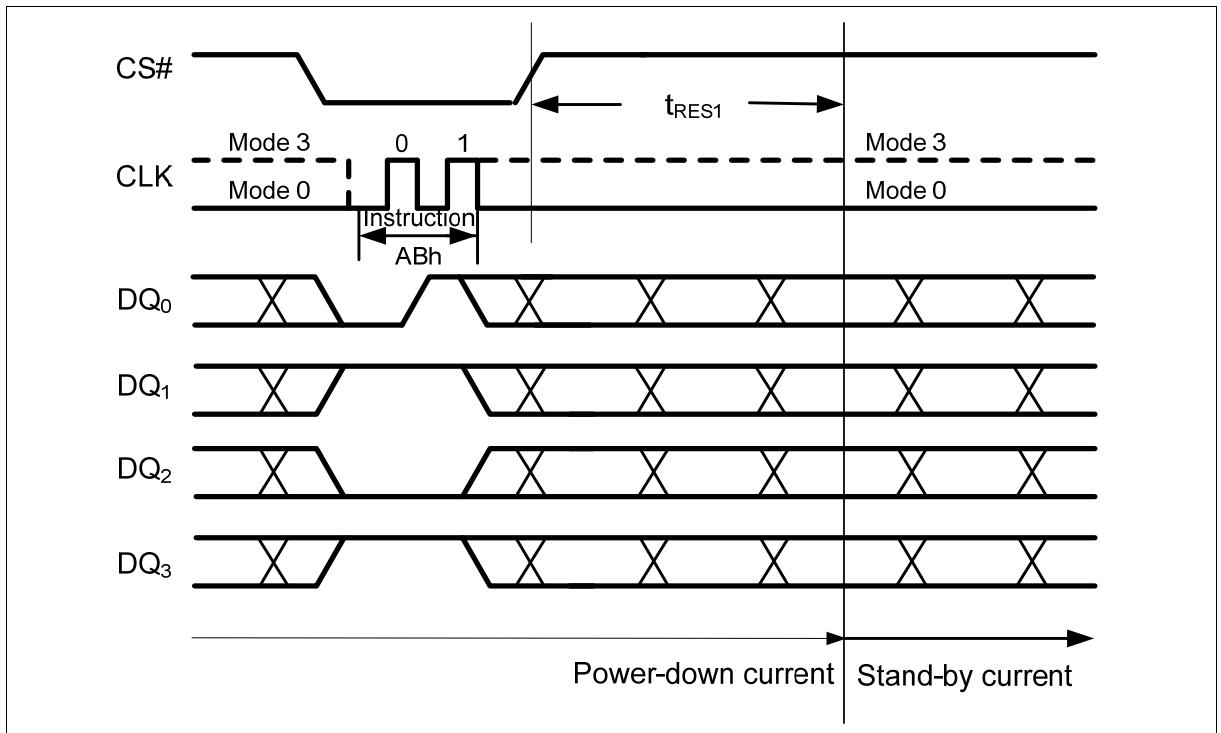 CS#
tRES1
Mode 3 0 1 Mode 3
CLK
Mode 0 Mode 0
Instruction
ABh
DQ0
DQ1
DQ2
DQ3
Power-down current Stand-by current